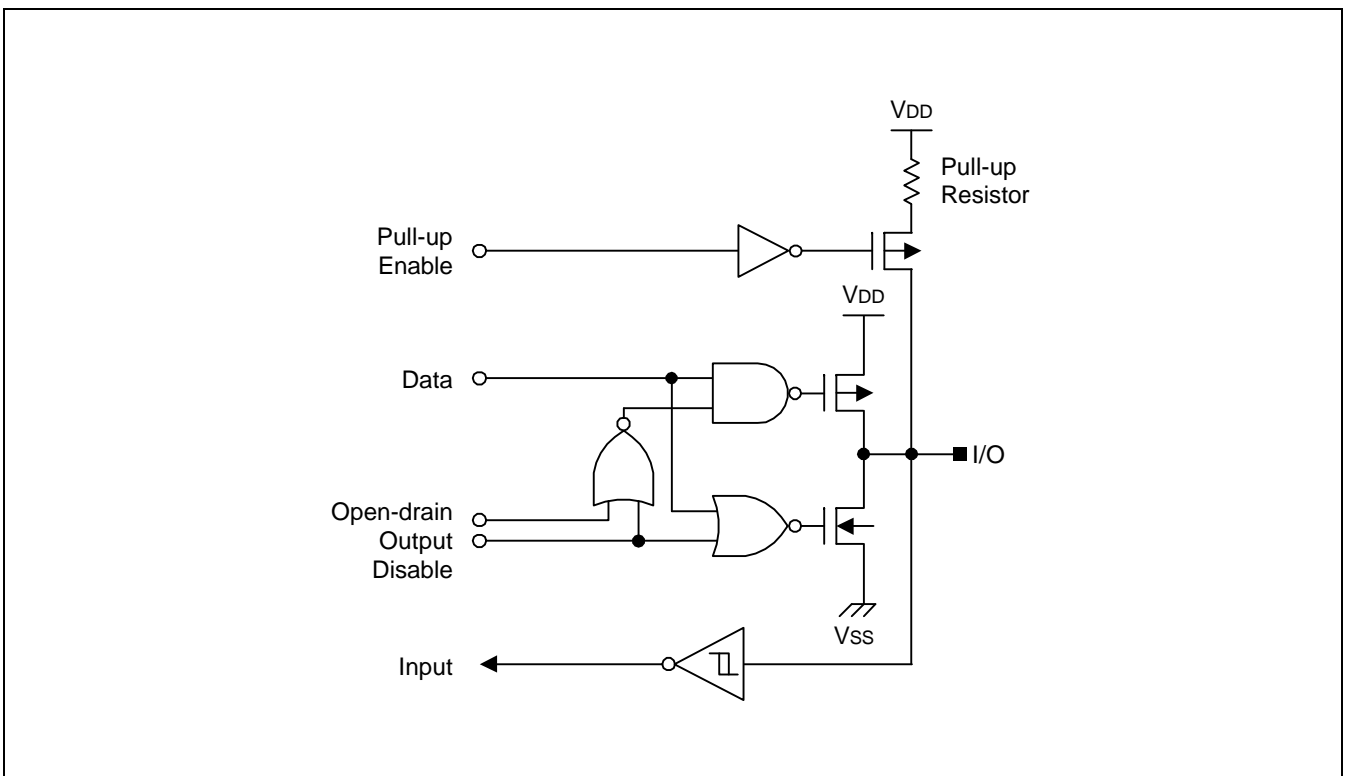 VDD
Pull-up
Resistor
Pull-up
Enable
VDD
Data
I/O
Open-drain
Output
Disable
VSS
Input